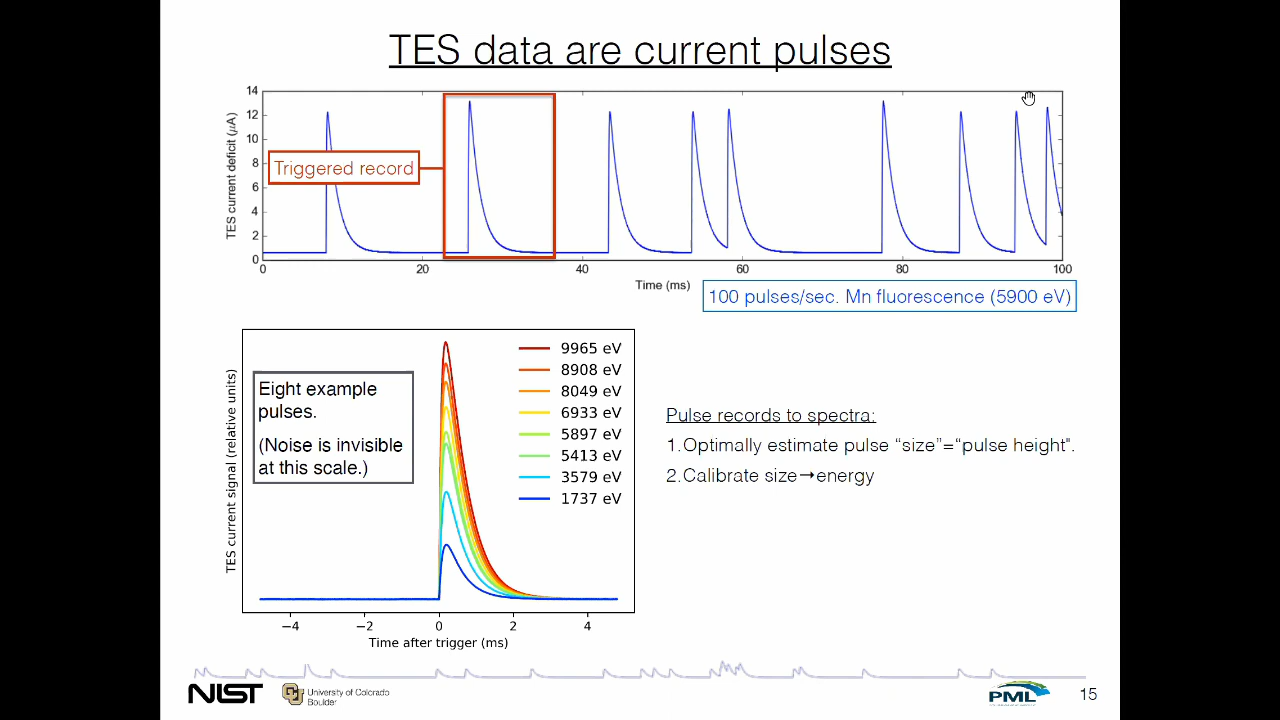 TES data are current pulses
TES current deficit (μA)
14
12
10
8
6
4
2
0
Triggered record
0 20 40 60 80 100
Time (ms)
100 pulses/sec. Mn fluorescence (5900 eV)
TES current signal (relative units)
Eight example
pulses.
(Noise is invisible
at this scale.)
9965 eV
8908 eV
8049 eV
6933 eV
5897 eV
5413 eV
3579 eV
1737 eV
−4 −2 0 2 4
Time after trigger (ms)
Pulse records to spectra:
1.Optimally estimate pulse “size”=“pulse height".
2.Calibrate size→energy
NIST
CU
University of Colorado
Boulder
PML
15